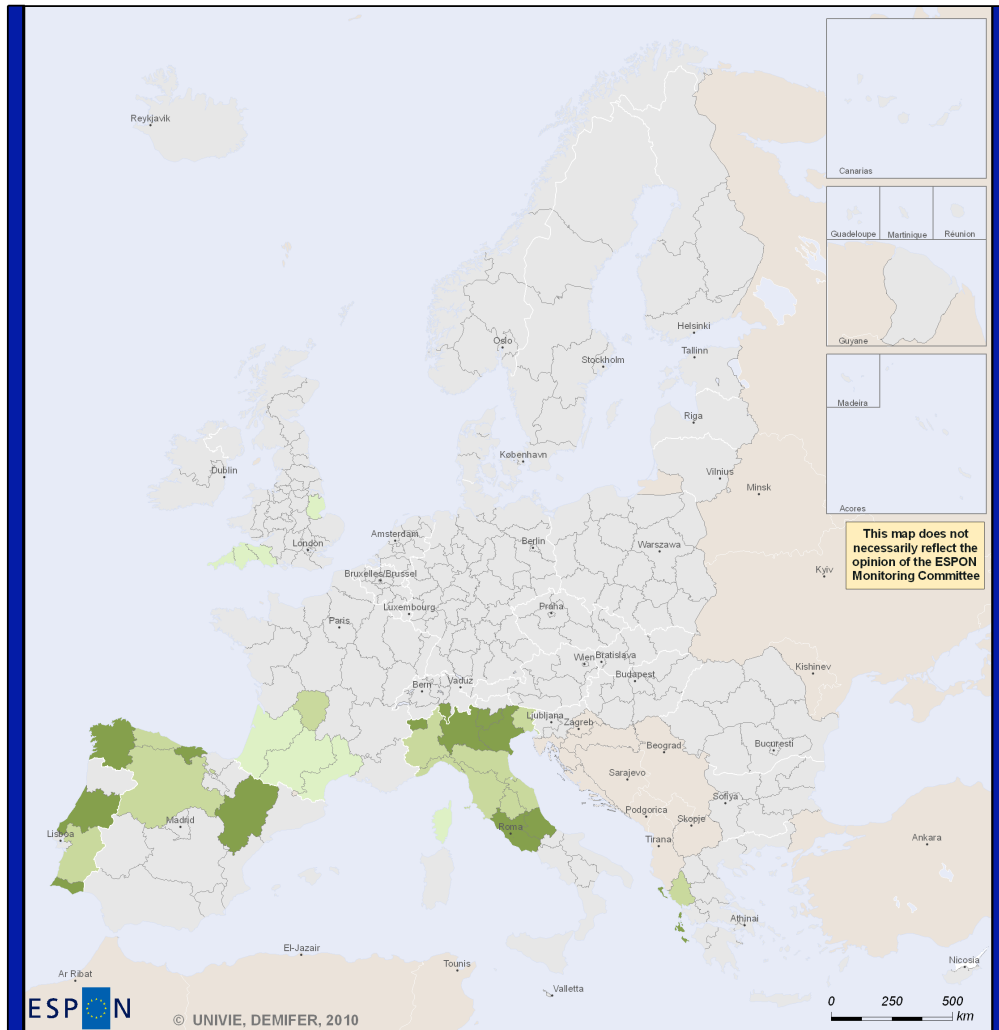 Reykjavik
Canarias
Guadeloupe
Martinique
Réunion
Guyane
Madeira
Acores
This map does not
necessarily reflect the
opinion of the ESPON
Monitoring Committee
Helsinki
Oslo
Tallinn
Stockholm
Riga
København
Dublin
Vilnius
Minsk
Amsterdam
London
Berlin
Warszawa
Kyiv
Bruxelles/Brussel
Luxembourg
Praha
Paris
Wien
Bratislava
Kishinev
Bern
Vaduz
Budapest
Ljubljana
Zagreb
Beograd
Bucuresti
Sarajevo
Sofiya
Podgorica
Skopje
Madrid
Roma
Lisboa
Tirana
Ankara
Athinai
El-Jazair
Tounis
Nicosia
Ar Ribat
Valletta
ESPON
© UNIVIE, DEMIFER, 2010
0 250 500
km